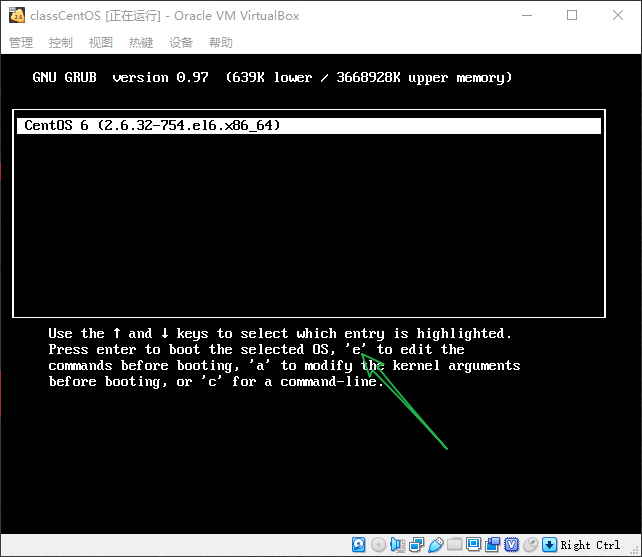 classCentOS [正在运行] - Oracle VM VirtualBox
管理 控制 视图 热键 设备 帮助
GNU GRUB version 0.97 (639K lower / 3668928K upper memory)
CentOS 6 (2.6.32-754.el6.x86_64)
Use the ↑ and ↓ keys to select which entry is highlighted.
Press enter to boot the selected OS, 'e' to edit the
commands before booting, 'a' to modify the kernel arguments
before booting, or 'c' for a command-line.
Right Ctrl